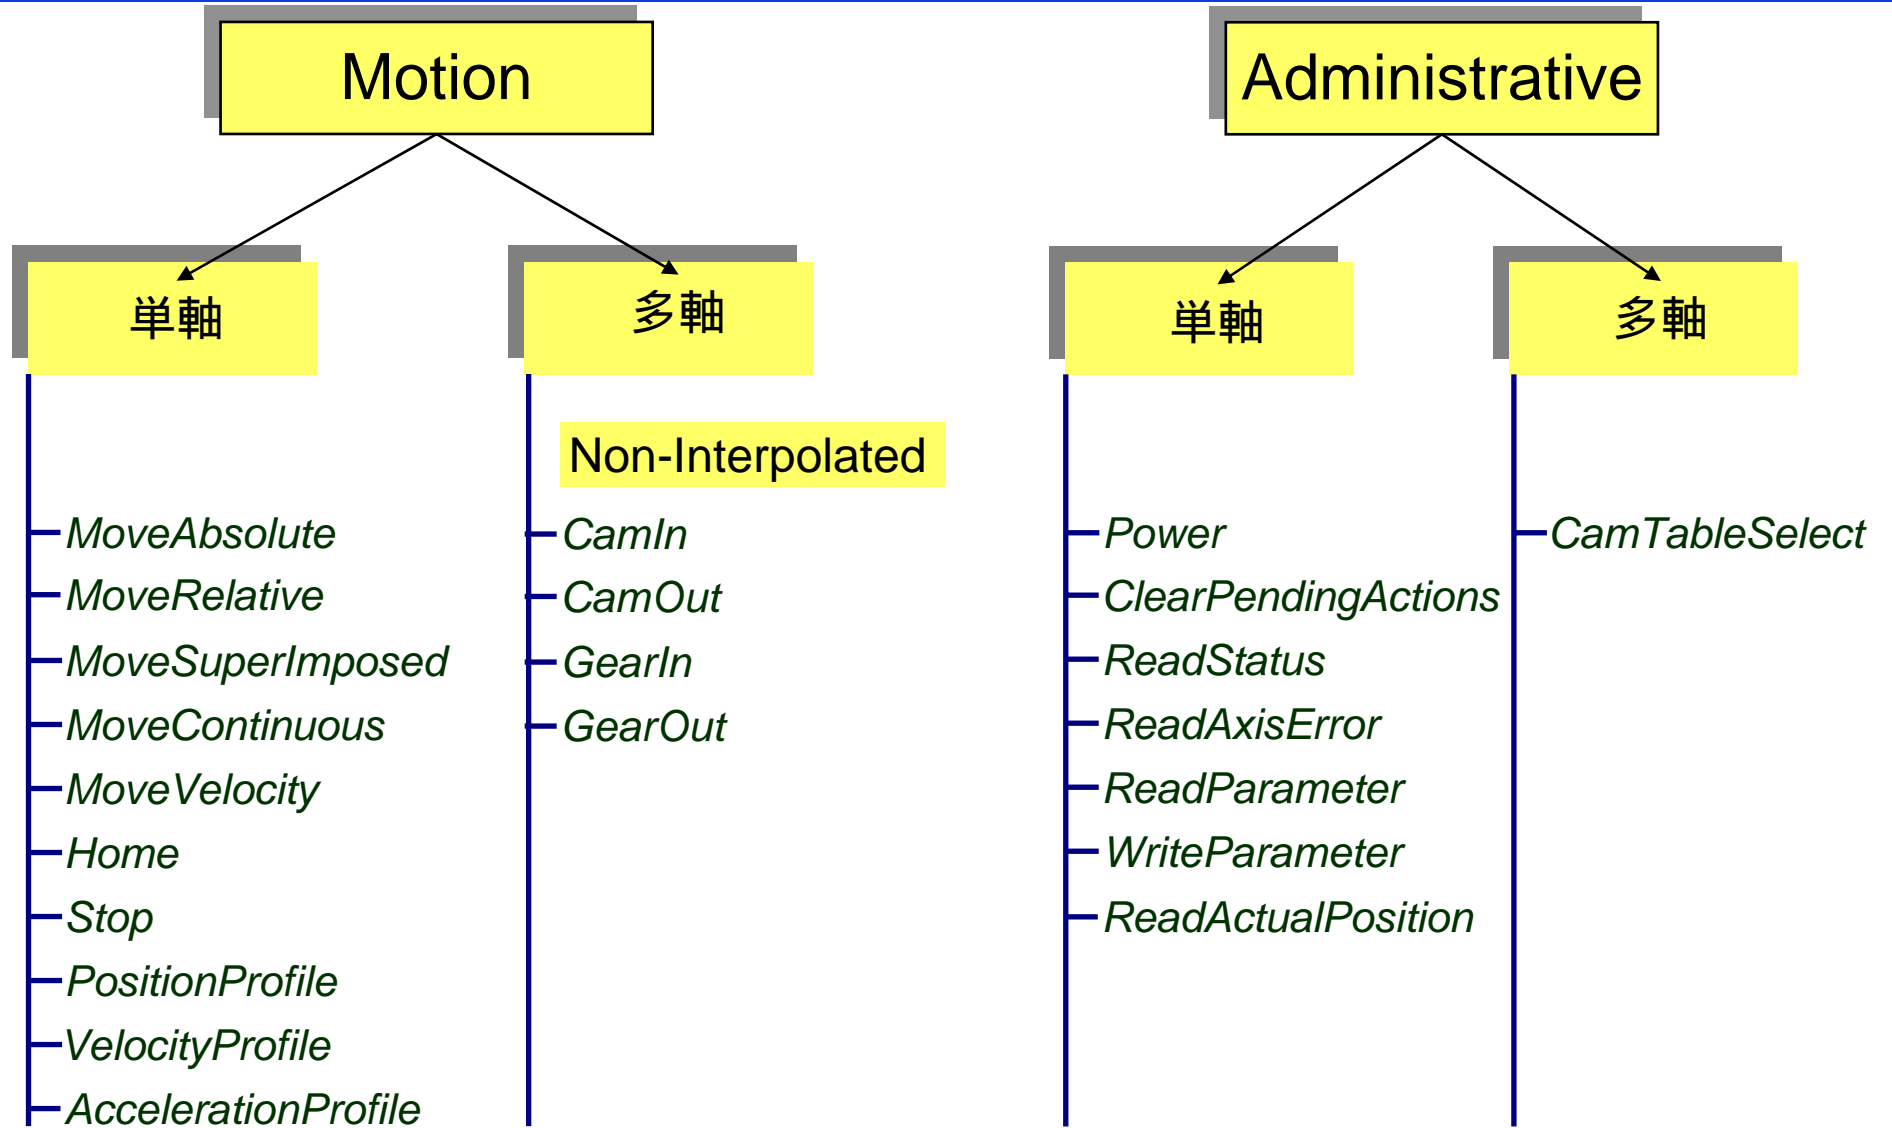 Motion
単軸
MoveAbsolute
MoveRelative
MoveSuperImposed
MoveContinuous
MoveVelocity
Home
Stop
PositionProfile
VelocityProfile
AccelerationProfile
多軸
Non-Interpolated
CamIn
CamOut
GearIn
GearOut
Administrative
単軸
Power
ClearPendingActions
ReadStatus
ReadAxisError
ReadParameter
WriteParameter
ReadActualPosition
多軸
CamTableSelect